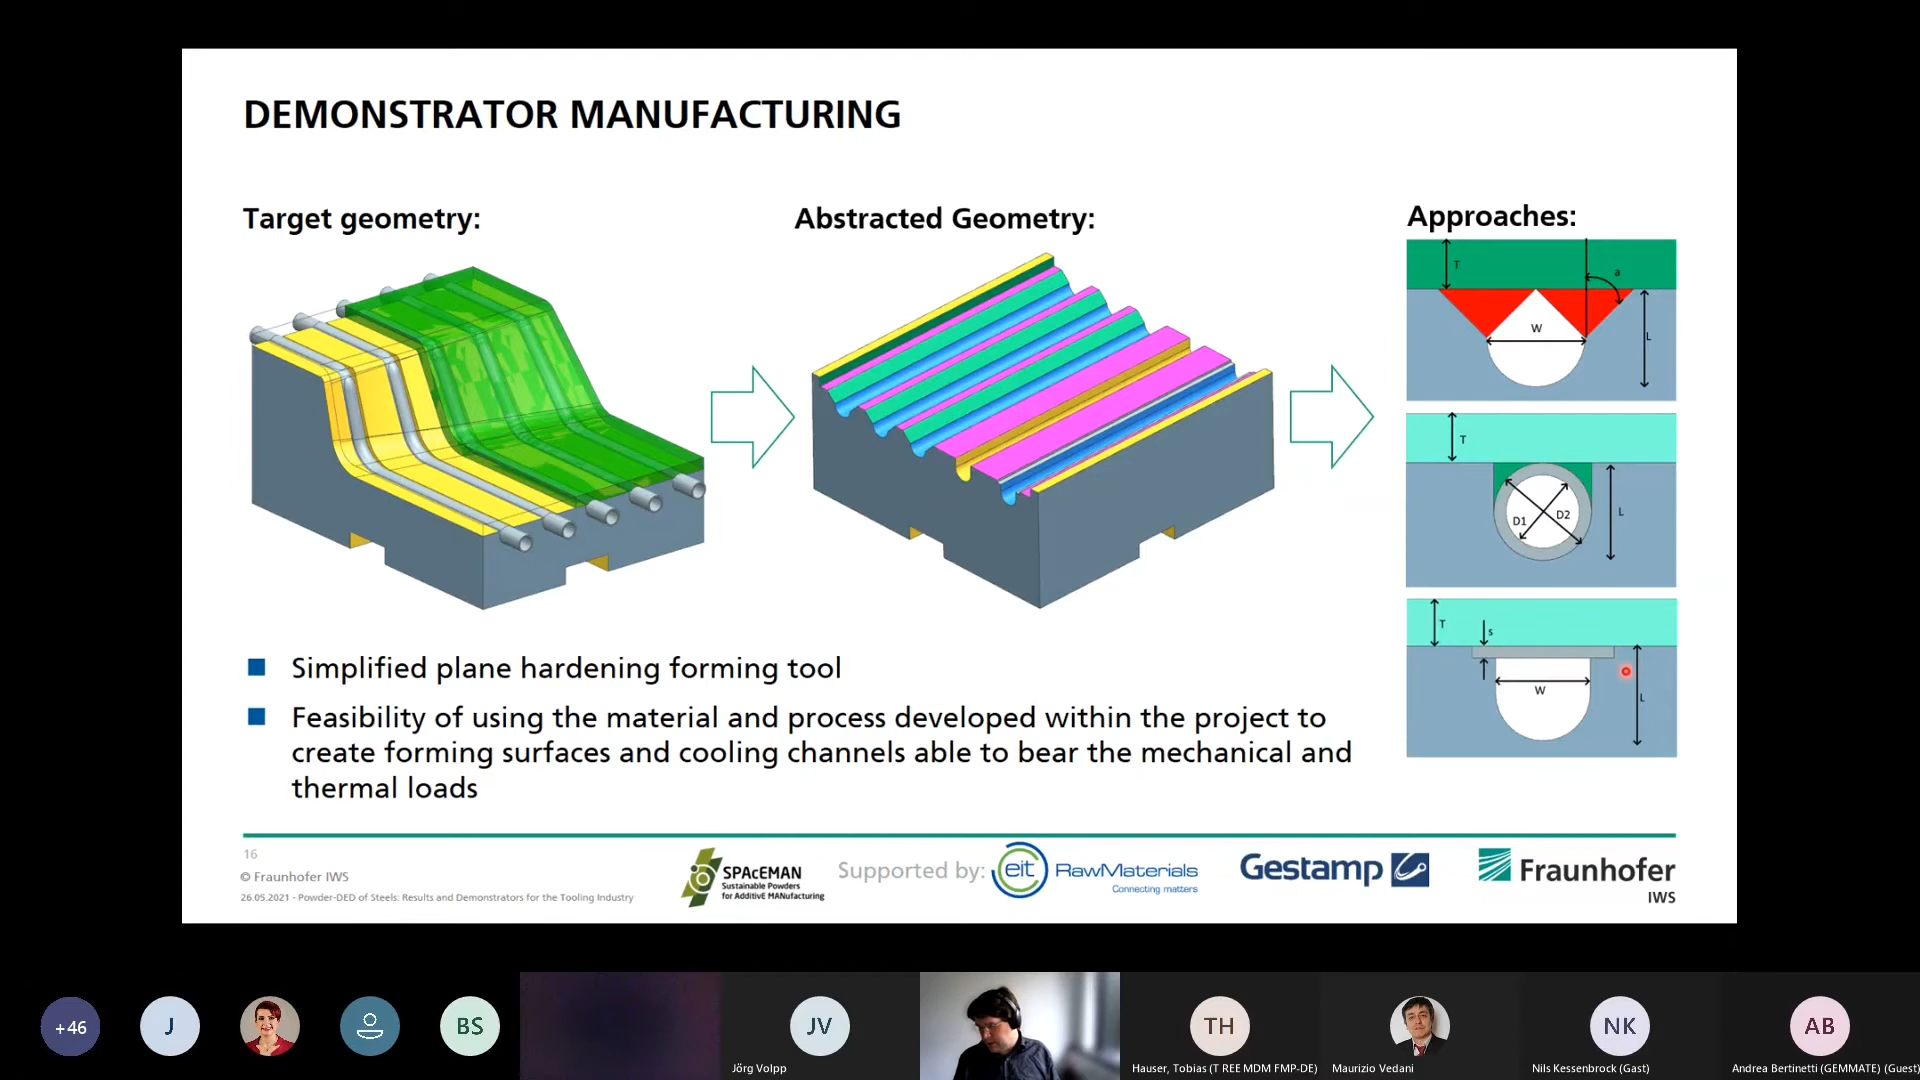 DEMONSTRATOR MANUFACTURING
Target geometry:
Abstracted Geometry:
Approaches:
T
a
W
L
T
D1
D2
L
T
s
W
L
Simplified plane hardening forming tool
Feasibility of using the material and process developed within the project to
create forming surfaces and cooling channels able to bear the mechanical and
thermal loads
16
© Fraunhofer IWS
26.05.2021 - Powder-DED of Steels: Results and Demonstrators for the Tooling Industry
SPAcEMAN
Sustainable Powders
for AdditivE MANufacturing
Supported by:
eit
RawMaterials
Connecting matters
Gestamp
Fraunhofer
IWS
+46
J
BS
JV
Jörg Volpp
TH
Hauser, Tobias (T REE MDM FMP-DE)
Maurizio Vedani
NK
Nils Kessenbrock (Gast)
AB
Andrea Bertinetti (GEMMATE) (Guest)